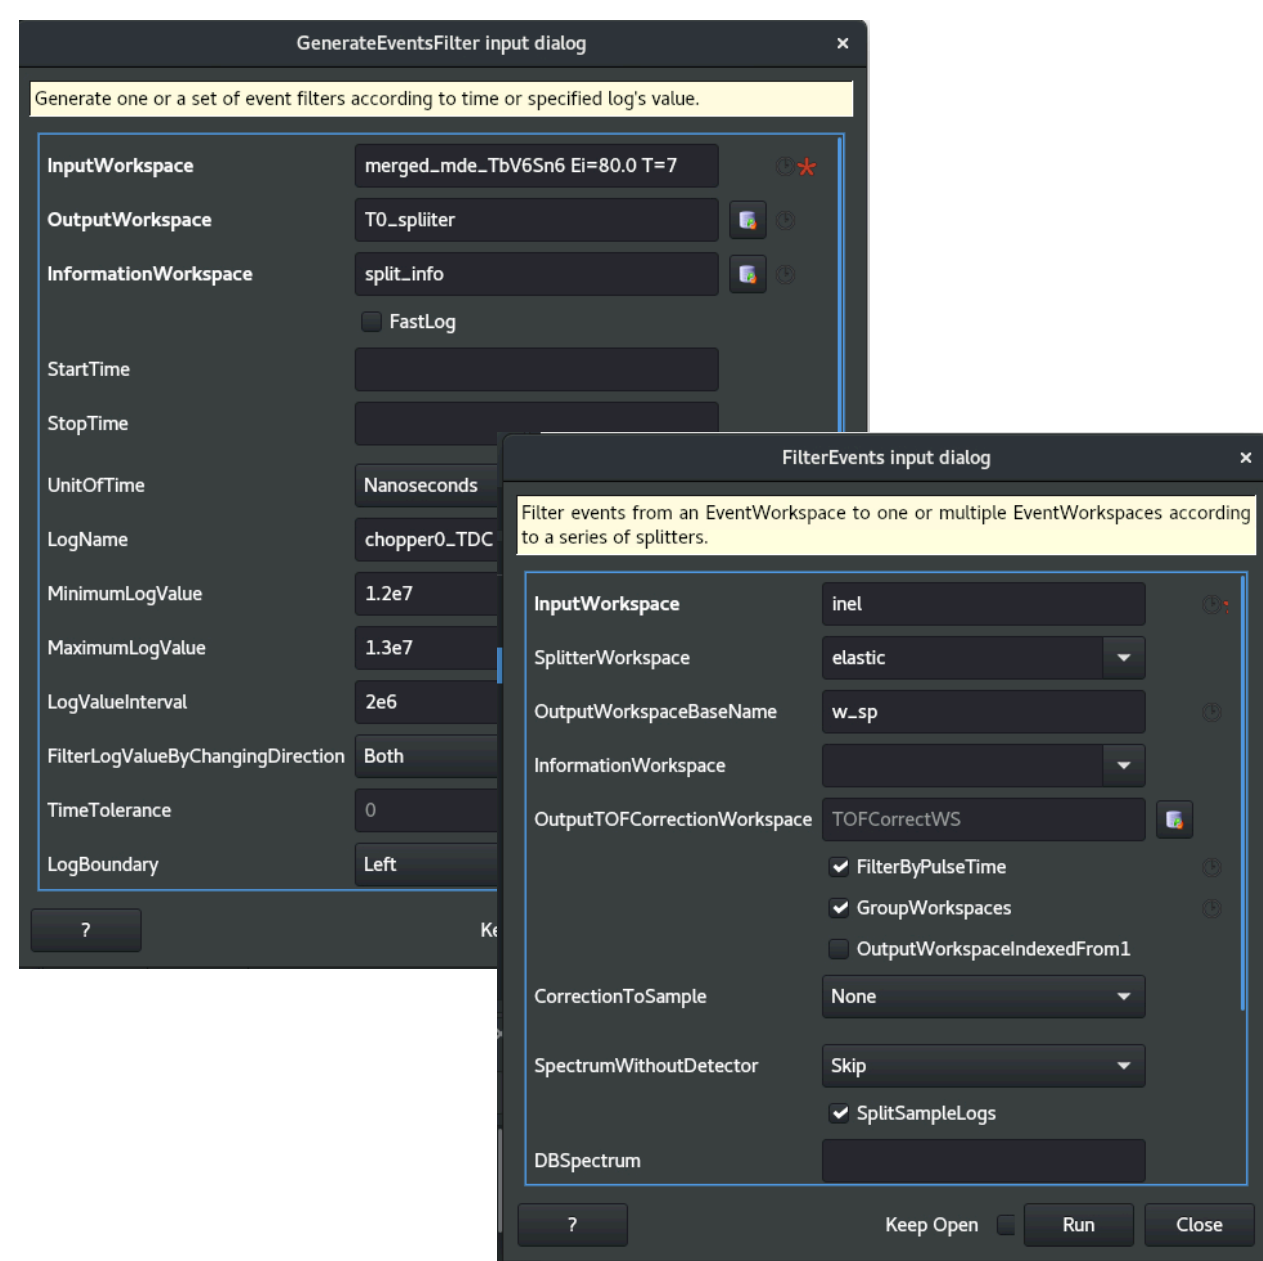 GenerateEventsFilter input dialog ×
Generate one or a set of event filters according to time or specified log's value.
InputWorkspace merged_mde_TbV6Sn6 Ei=80.0 T=7 *
OutputWorkspace T0_spliiter
InformationWorkspace split_info
FastLog
StartTime
StopTime
UnitOfTime Nanoseconds
LogName chopper0_TDC
MinimumLogValue 1.2e7
MaximumLogValue 1.3e7
LogValueInterval 2e6
FilterLogValueByChangingDirection Both
TimeTolerance 0
LogBoundary Left
? Ke
FilterEvents input dialog ×
Filter events from an EventWorkspace to one or multiple EventWorkspaces according
to a series of splitters.
InputWorkspace inel
SplitterWorkspace elastic
OutputWorkspaceBaseName w_sp
InformationWorkspace
OutputTOFCorrectionWorkspace TOFCorrectWS
FilterByPulseTime
GroupWorkspaces
OutputWorkspaceIndexedFrom1
CorrectionToSample None
SpectrumWithoutDetector Skip
SplitSampleLogs
DBSpectrum
? Keep Open Run Close